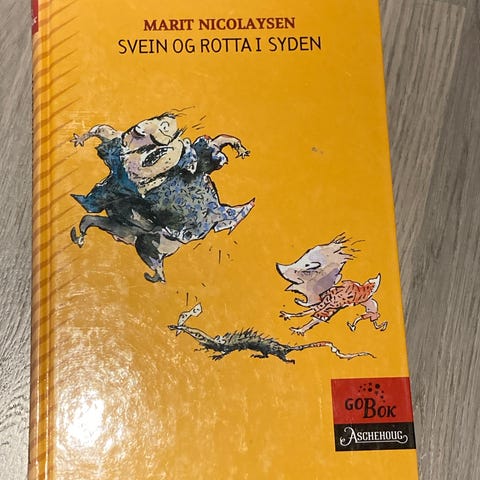 MARIT NICOLAYSEN
SVEIN OG ROTTA I SYDEN
GO BOK
ASCHEHOUG